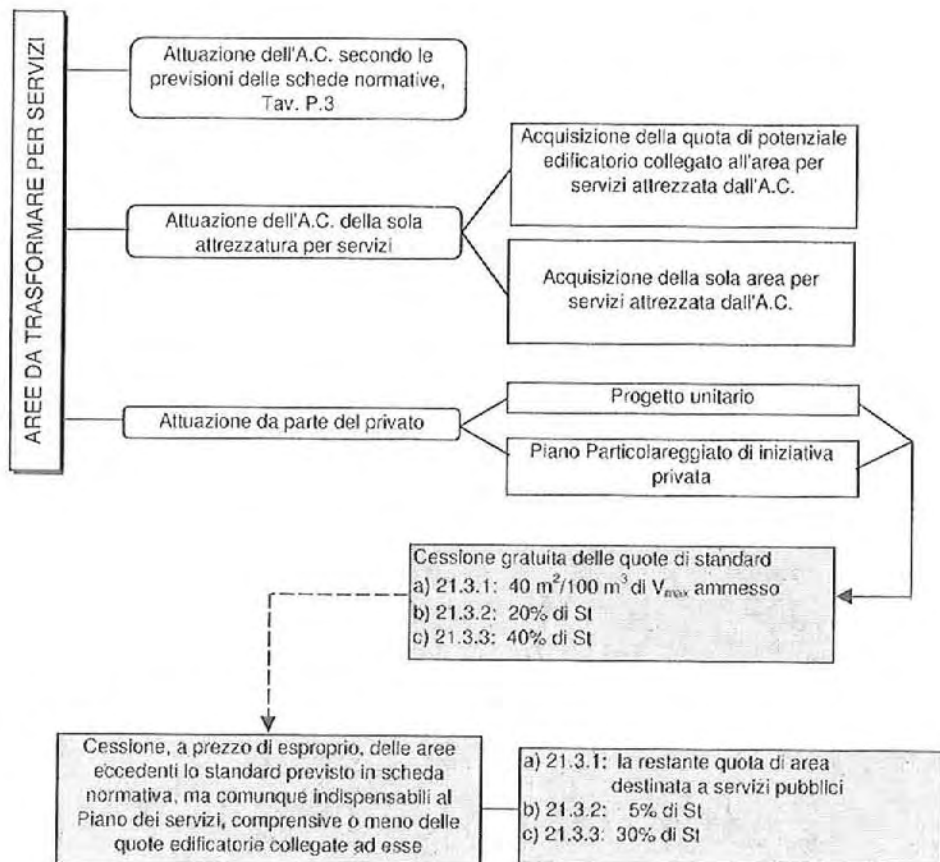 AREE DA TRASFORMARE PER SERVIZI
Attuazione dell'A.C. secondo le
previsioni delle schede normative,
Tav. P.3
Attuazione dell'A.C. della sola
attrezzatura per servizi
Acquisizione della quota di potenziale
edificatorio collegato all'area per
servizi attrezzata dall'A.C.
Acquisizione della sola area per
servizi attrezzata dall'A.C.
Attuazione da parte del privato
Progetto unitario
Piano Particolareggiato di iniziativa
privata
Cessione gratuita delle quote di standard
a) 21.3.1: 40 m²/100 m³ di Vmax ammesso
b) 21.3.2: 20% di St
c) 21.3.3: 40% di St
Cessione, a prezzo di esproprio, delle aree
eccedenti lo standard previsto in scheda
normativa, ma comunque indispensabili al
Piano dei servizi, comprensive o meno delle
quote edificatorie collegate ad esse
a) 21.3.1: la restante quota di area
destinata a servizi pubblici
b) 21.3.2: 5% di St
c) 21.3.3: 30% di St